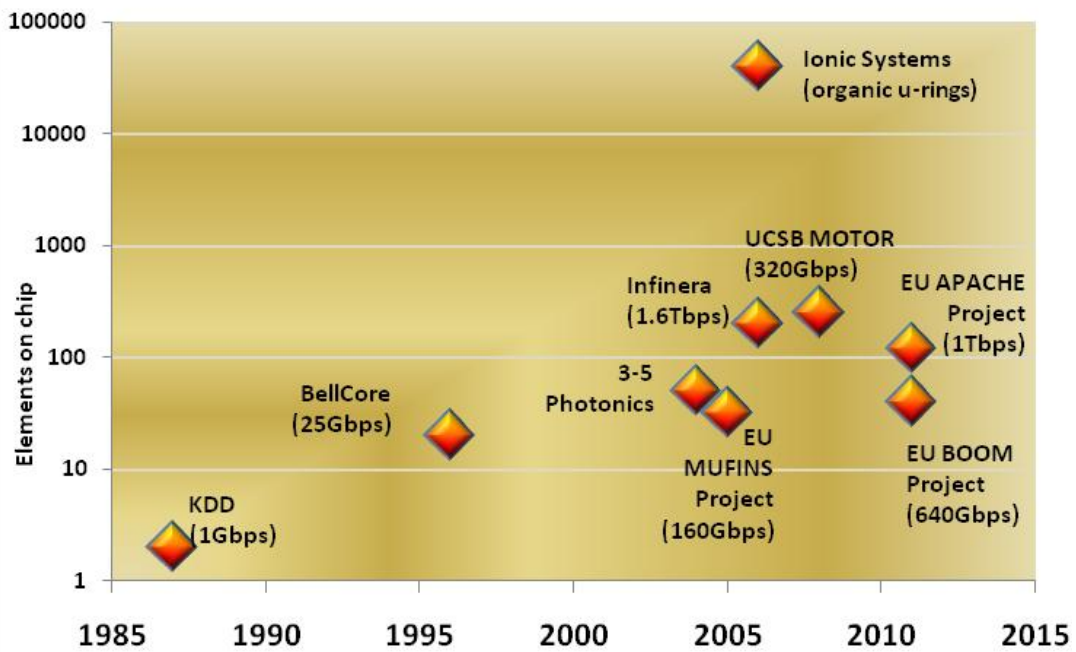 100000
10000
1000
100
10
1
Elements on chip
1985
1990
1995
2000
2005
2010
2015
KDD
(1Gbps)
BellCore
(25Gbps)
3-5
Photonics
EU
MUFINS
Project
(160Gbps)
Infinera
(1.6Tbps)
Ionic Systems
(organic u-rings)
UCSB MOTOR
(320Gbps)
EU APACHE
Project
(1Tbps)
EU BOOM
Project
(640Gbps)